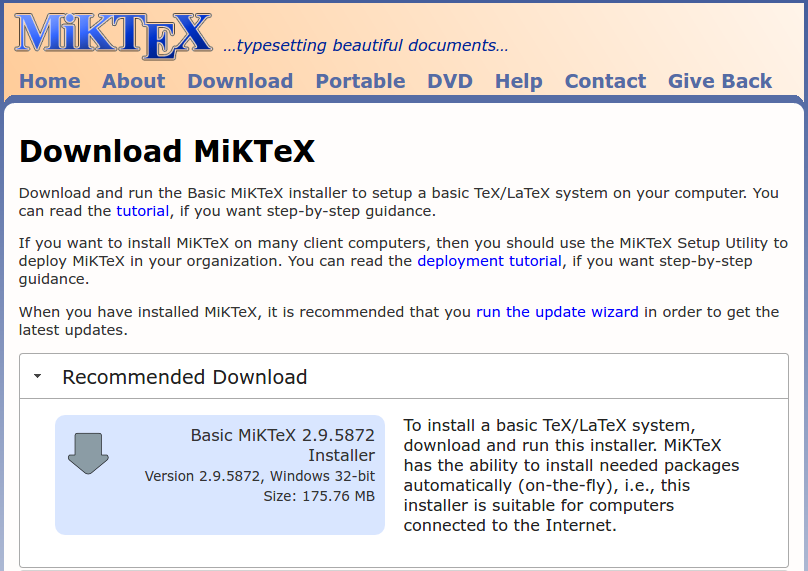 MiKTeX ...typesetting beautiful documents...
Home About Download Portable DVD Help Contact Give Back
Download MiKTeX
Download and run the Basic MiKTeX installer to setup a basic TeX/LaTeX system on your computer. You
can read the tutorial, if you want step-by-step guidance.
If you want to install MiKTeX on many client computers, then you should use the MiKTeX Setup Utility to
deploy MiKTeX in your organization. You can read the deployment tutorial, if you want step-by-step
guidance.
When you have installed MiKTeX, it is recommended that you run the update wizard in order to get the
latest updates.
Recommended Download
Basic MiKTeX 2.9.5872
Installer
Version 2.9.5872, Windows 32-bit
Size: 175.76 MB
To install a basic TeX/LaTeX system,
download and run this installer. MiKTeX
has the ability to install needed packages
automatically (on-the-fly), i.e., this
installer is suitable for computers
connected to the Internet.